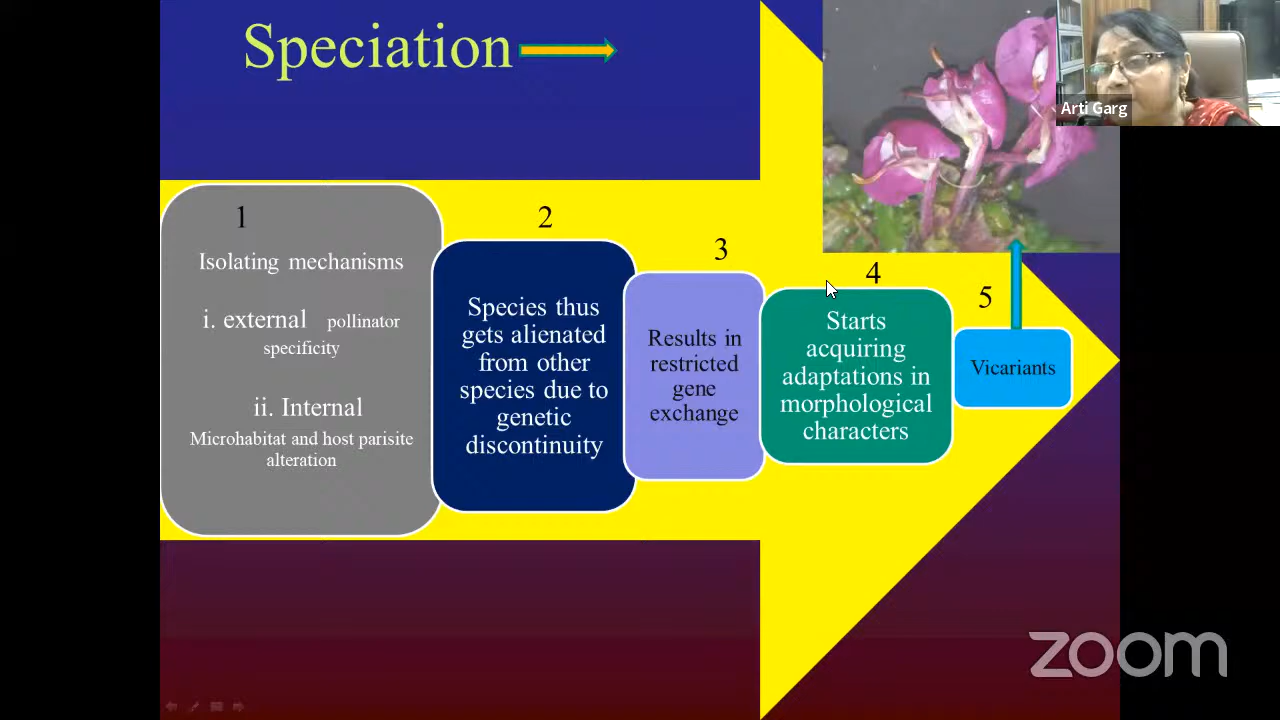 Speciation
Arti Garg
1
Isolating mechanisms
i. external pollinator
specificity
ii. Internal
Microhabitat and host parisite
alteration
2
Species thus
gets alienated
from other
species due to
genetic
discontinuity
3
Results in
restricted
gene
exchange
4
Starts
acquiring
adaptations in
morphological
characters
5
Vicariants
zoom